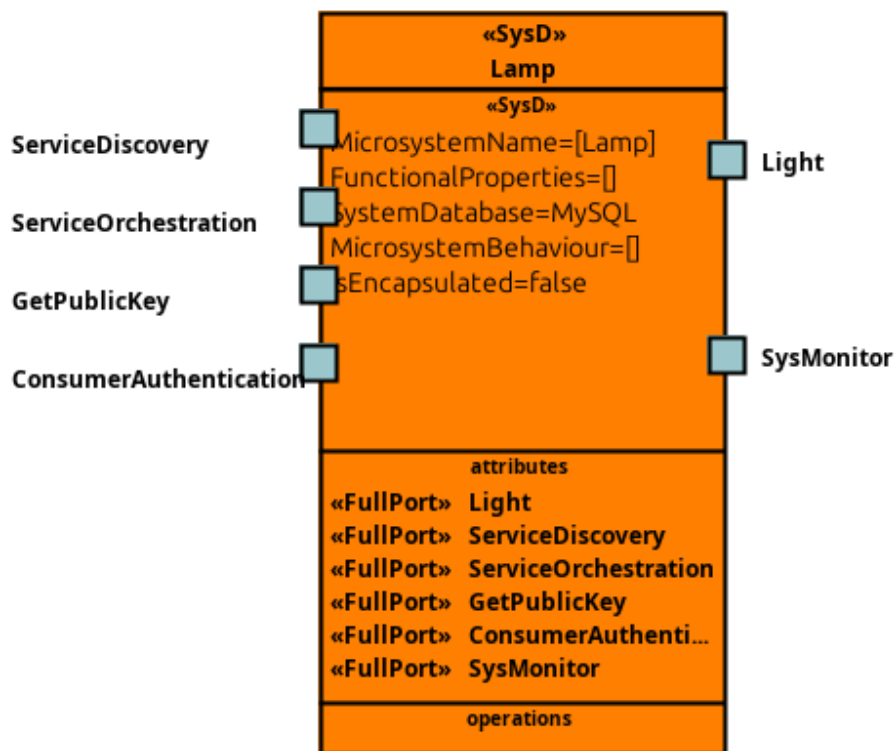 «SysD»
Lamp
«SysD»
MicrosystemName=[Lamp]
FunctionalProperties=[]
SystemDatabase=MySQL
MicrosystemBehaviour=[]
isEncapsulated=false
ServiceDiscovery
ServiceOrchestration
GetPublicKey
ConsumerAuthentication
Light
SysMonitor
attributes
«FullPort» Light
«FullPort» ServiceDiscovery
«FullPort» ServiceOrchestration
«FullPort» GetPublicKey
«FullPort» ConsumerAuthenti...
«FullPort» SysMonitor
operations